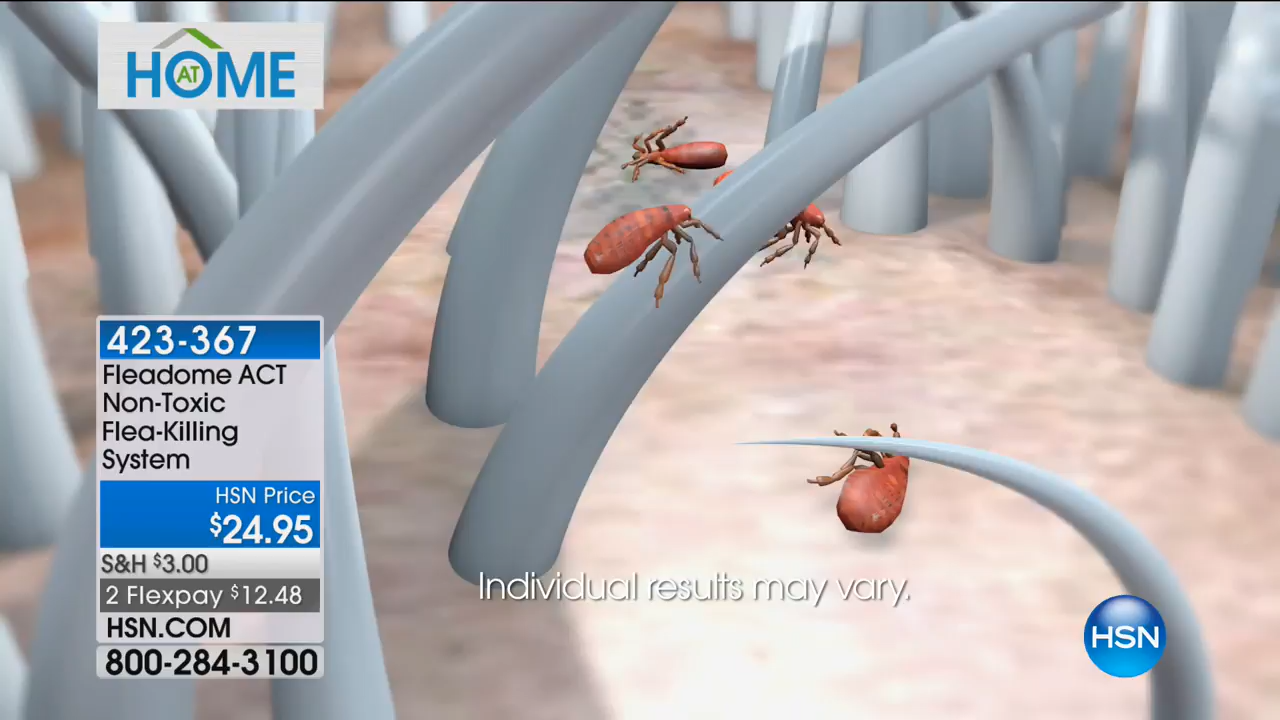 AT HOME
423-367
Fleadome ACT
Non-Toxic
Flea-Killing
System
HSN Price
$24.95
S&H $3.00
2 Flexpay $12.48
HSN.COM
800-284-3100
Individual results may vary.
HSN